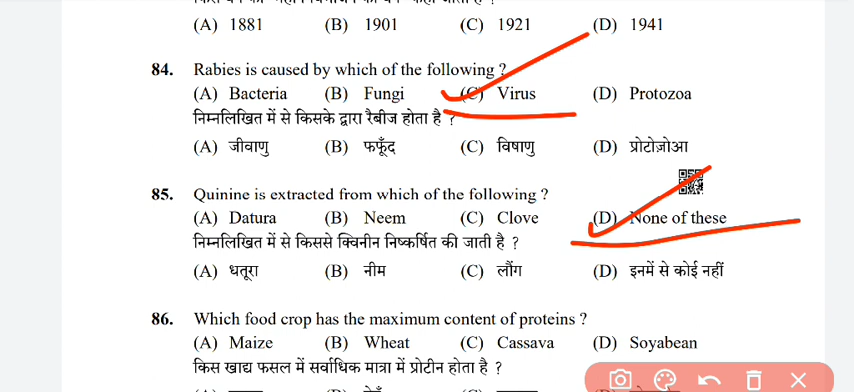 (A) 1881 (B) 1901 (C) 1921 (D) 1941
84. Rabies is caused by which of the following ?
(A) Bacteria (B) Fungi (C) Virus (D) Protozoa
निम्नलिखित में से किसके द्वारा रैबीज होता है ?
(A) जीवाणु (B) फफूँद (C) विषाणु (D) प्रोटोज़ोआ
85. Quinine is extracted from which of the following ?
(A) Datura (B) Neem (C) Clove (D) None of these
निम्नलिखित में से किससे क्विनीन निष्कर्षित की जाती है ?
(A) धतूरा (B) नीम (C) लौंग (D) इनमें से कोई नहीं
86. Which food crop has the maximum content of proteins ?
(A) Maize (B) Wheat (C) Cassava (D) Soyabean
किस खाद्य फसल में सर्वाधिक मात्रा में प्रोटीन होता है ?